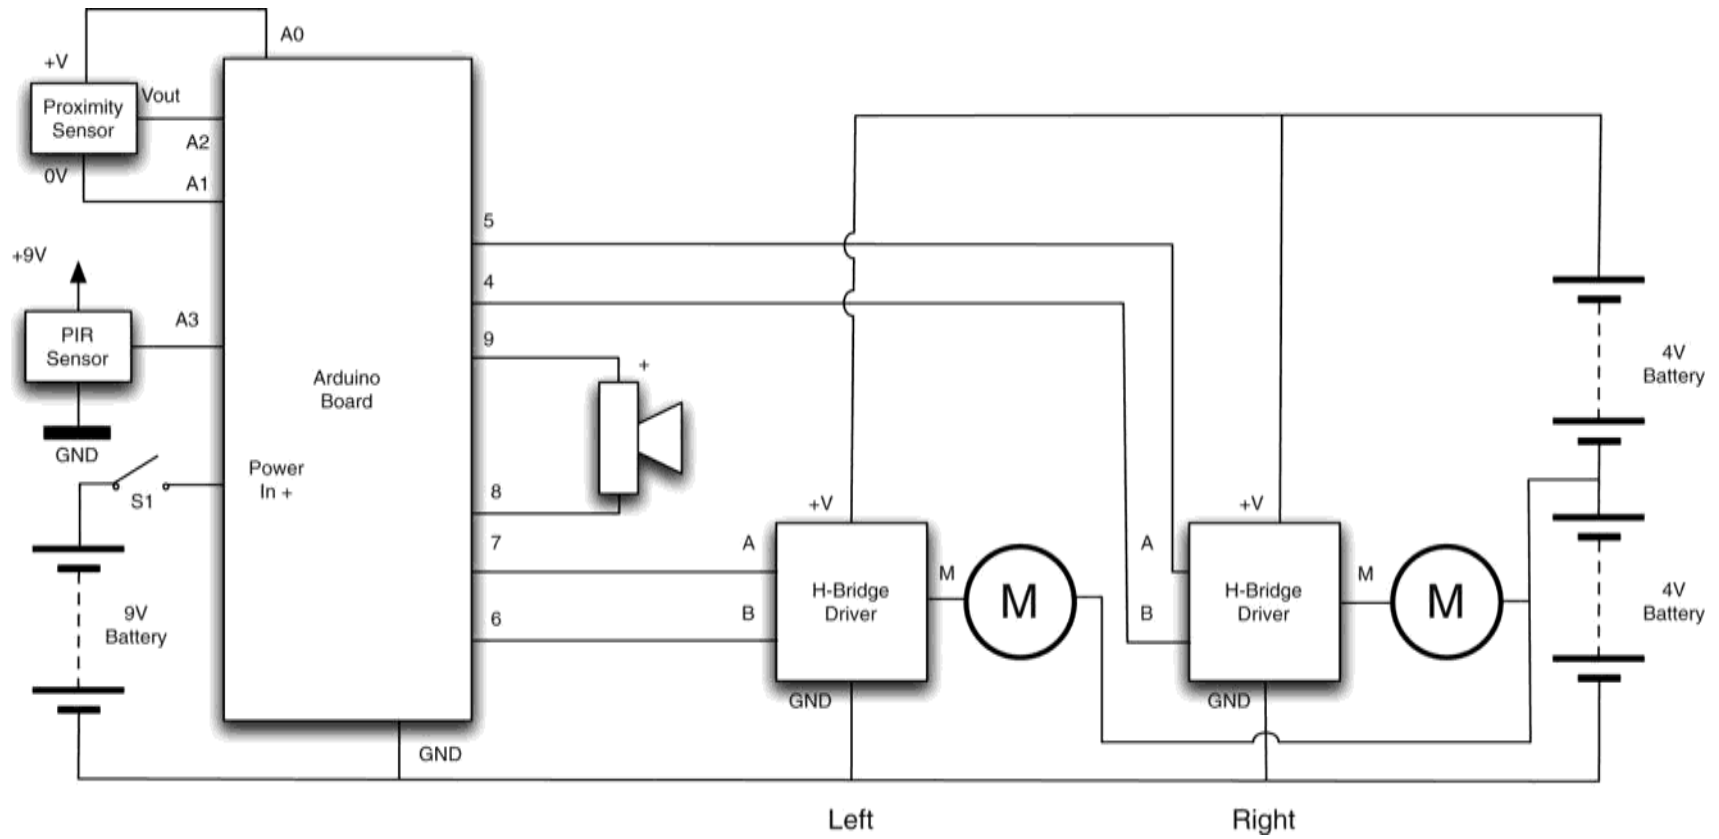 A0
+V
Vout
Proximity
Sensor
A2
0V
A1
5
+9V
4
A3
PIR
Sensor
9
+
4V
Battery
Arduino
Board
GND
Power
In +
S1
8
+V
+V
7
A
A
M
M
H-Bridge
Driver
M
M
H-Bridge
Driver
4V
Battery
9V
Battery
6
B
B
GND
GND
GND
Left
Right